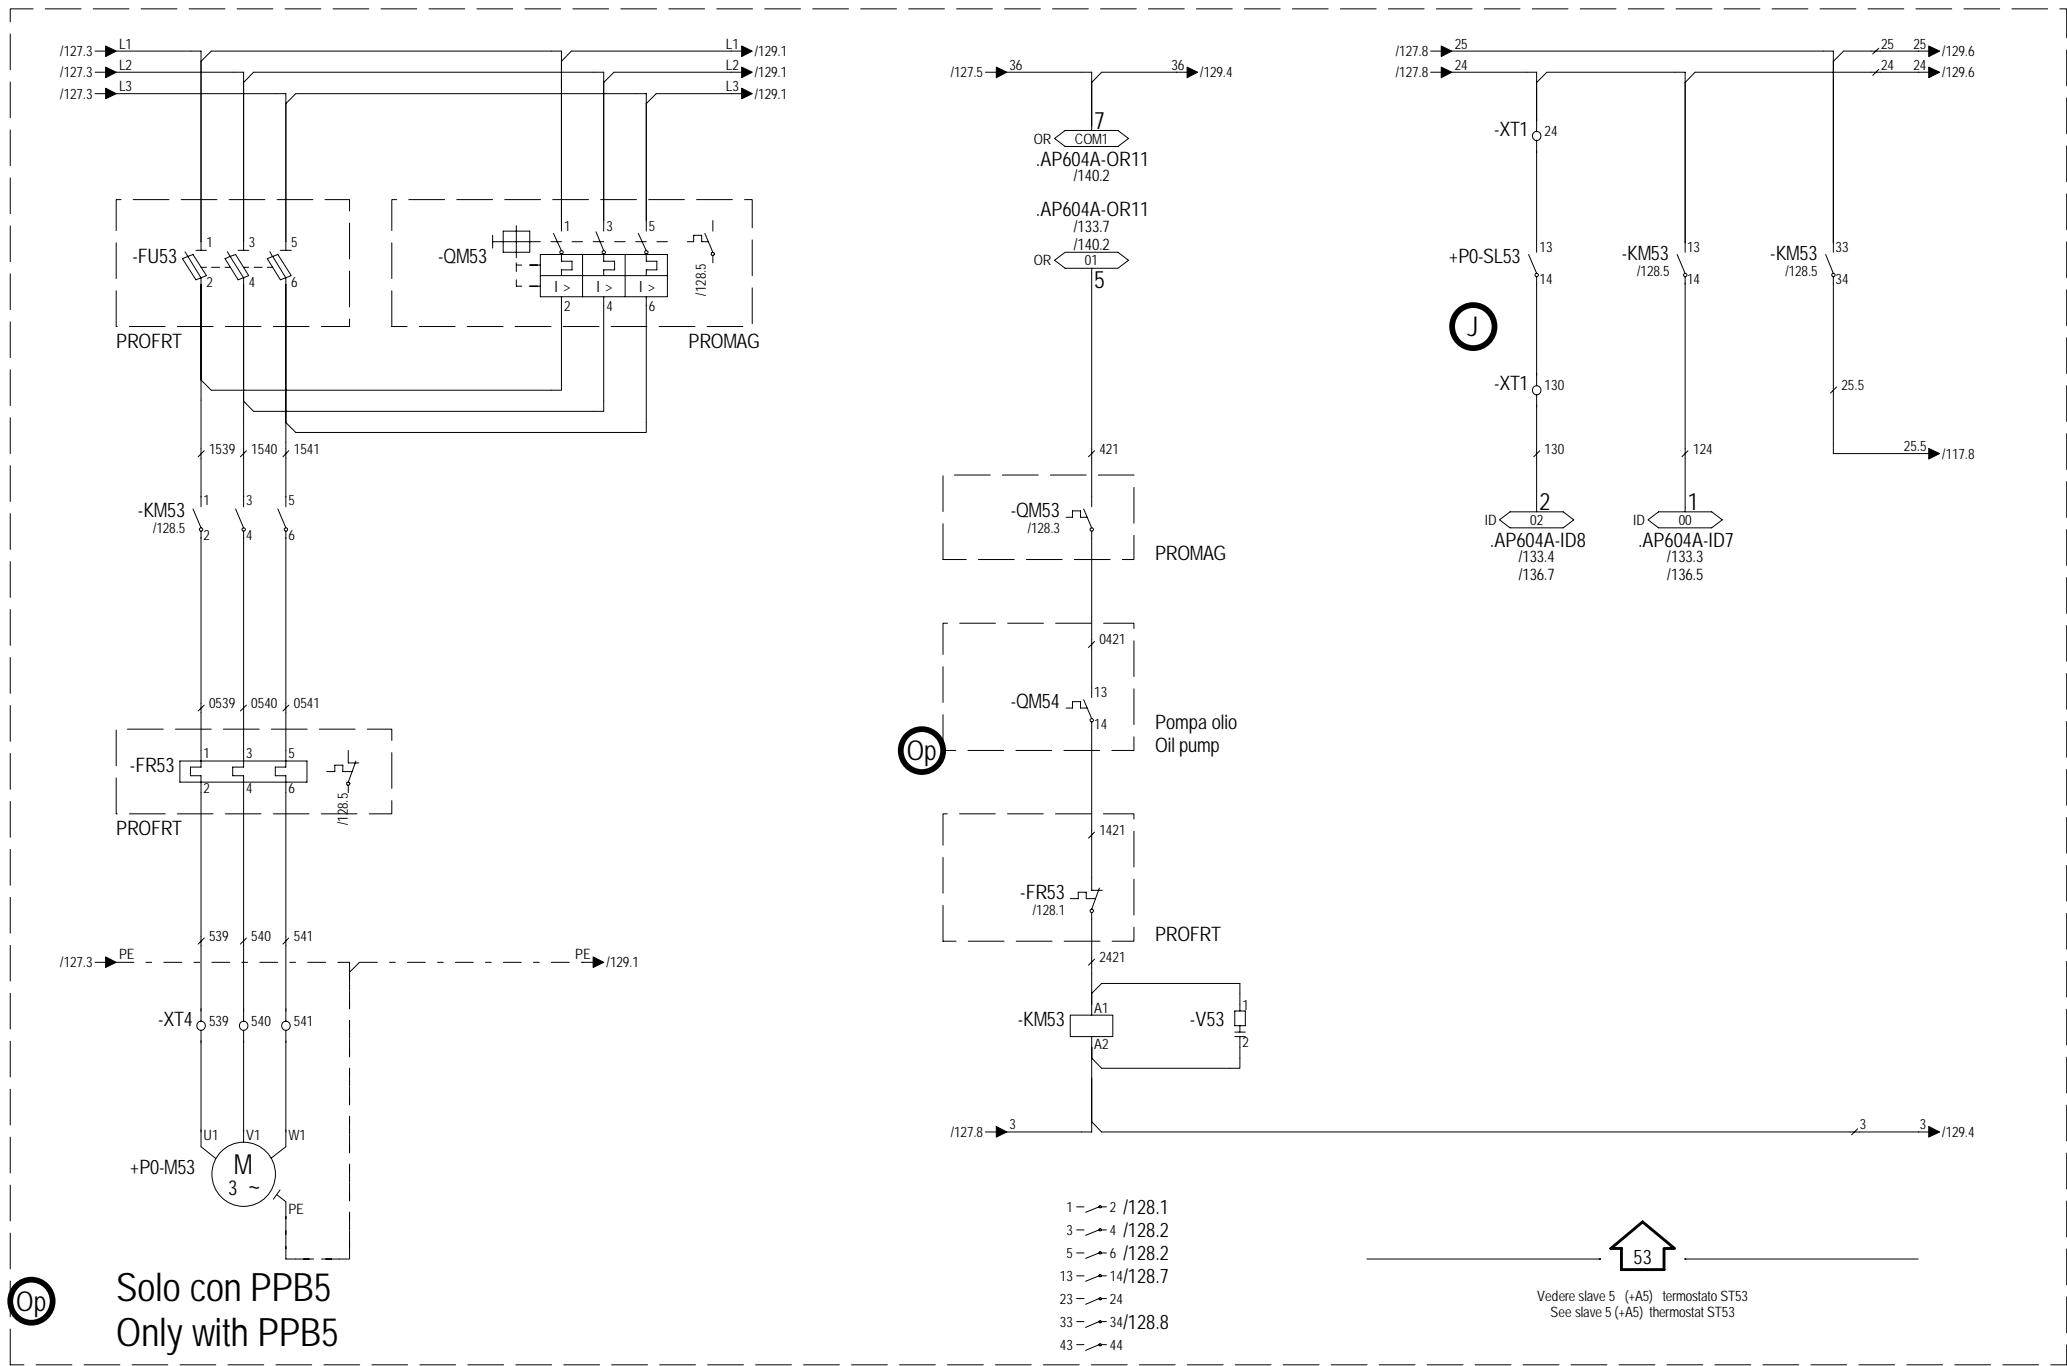 /127.3 L1 L1 /129.1
/127.3 L2 L2 /129.1
/127.3 L3 L3 /129.1
-FU53 1 3 5
2 4 6
PROFRT
-QM53 1 3 5
I > I > I >
2 4 6
/128.5
PROMAG
1539 1540 1541
-KM53 1 3 5
/128.5
2 4 6
0539 0540 0541
-FR53 1 3 5
2 4 6
/128.5
PROFRT
539 540 541
/127.3 PE PE /129.1
-XT4 539 540 541
U1 V1 W1
+P0-M53 M
3 ~
PE
Op
Solo con PPB5
Only with PPB5
/127.5 36 36 /129.4
7
OR COM1
.AP604A-OR11
/140.2
.AP604A-OR11
/133.7
/140.2
OR 01
5
421
-QM53
/128.3
PROMAG
0421
-QM54 13
14
Pompa olio
Oil pump
Op
1421
-FR53
/128.1
PROFRT
2421
-KM53 A1
A2
-V53 1
2
/127.8 3 3 3 /129.4
1 2 /128.1
3 4 /128.2
5 6 /128.2
13 14/128.7
23 24
33 34/128.8
43 44
/127.8 25 25 25 /129.6
/127.8 24 24 24 /129.6
-XT1 24
+P0-SL53 13
14
J
-XT1 130
130
2
ID 02
.AP604A-ID8
/133.4
/136.7
-KM53 13
/128.5
14
124
1
ID 00
.AP604A-ID7
/133.3
/136.5
-KM53 33
/128.5
34
25.5
25.5 /117.8
53
Vedere slave 5 (+A5) termostato ST53
See slave 5 (+A5) thermostat ST53